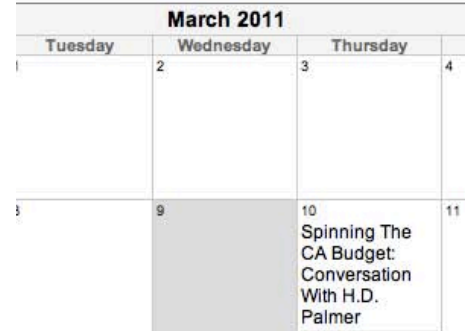 March 2011
Tuesday Wednesday Thursday
2 3 4
9 10 11
Spinning The
CA Budget:
Conversation
With H.D.
Palmer